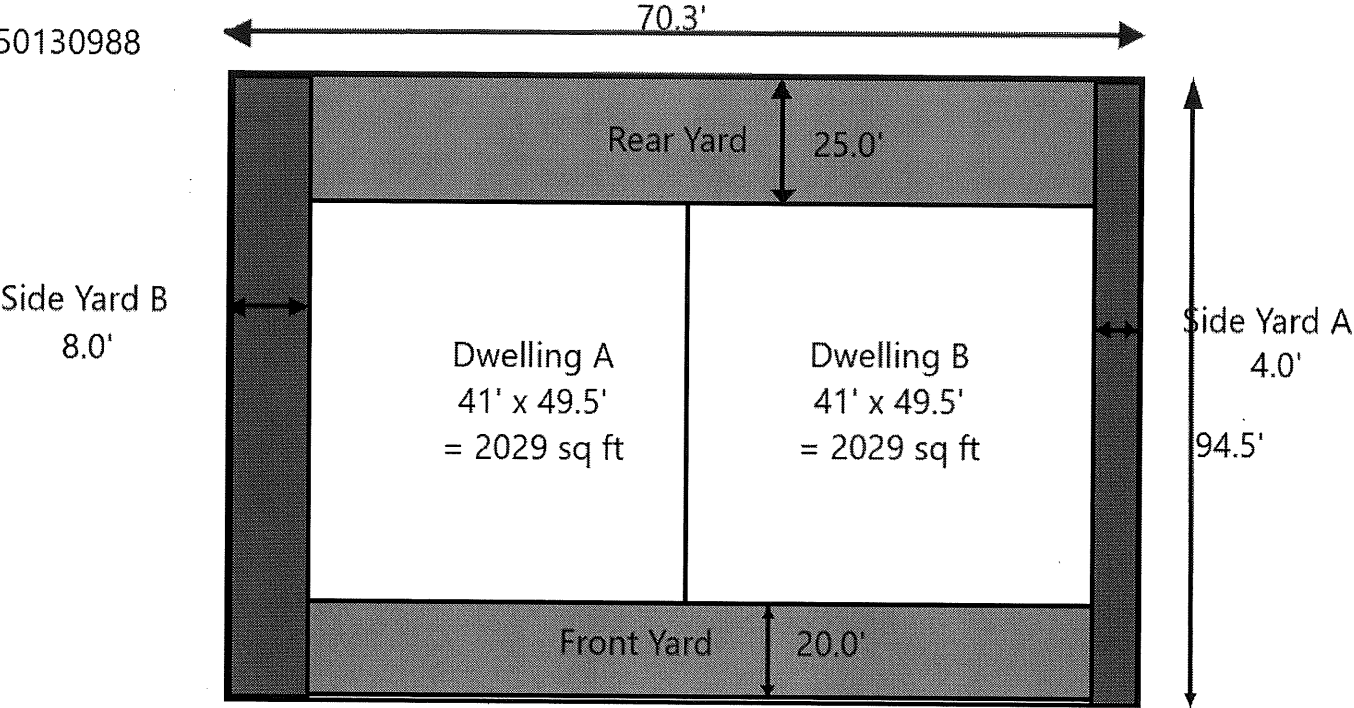 50130988
70.3'
Rear Yard
25.0'
Side Yard B
8.0'
Dwelling A
41' x 49.5'
= 2029 sq ft
Dwelling B
41' x 49.5'
= 2029 sq ft
Side Yard A
4.0'
94.5'
Front Yard
20.0'